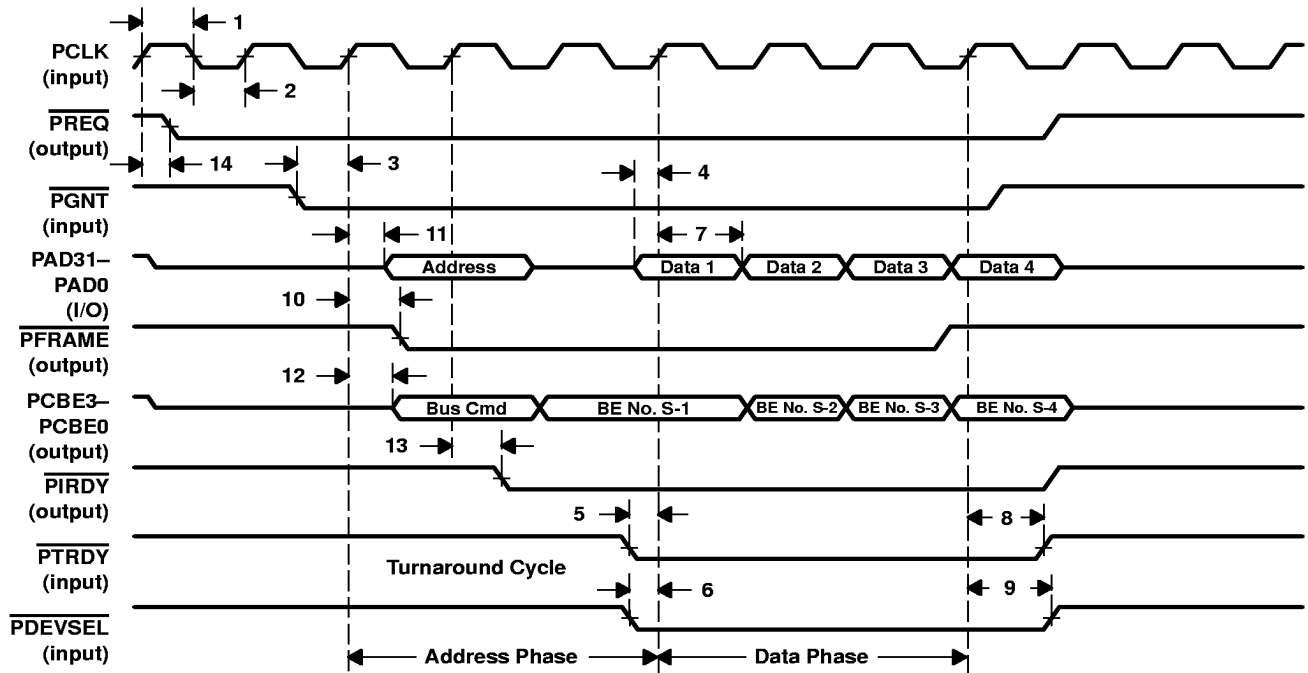 1
PCLK
(input)
2
PREQ
(output)
14
3
4
PGNT
(input)
11
7
PAD31–
PAD0
(I/O)
Address
Data 1
Data 2
Data 3
Data 4
10
PFRAME
(output)
12
PCBE3–
PCBE0
(output)
Bus Cmd
BE No. S-1
BE No. S-2
BE No. S-3
BE No. S-4
13
PIRDY
(output)
5
8
PTRDY
(input)
Turnaround Cycle
6
9
PDEVSEL
(input)
Address Phase
Data Phase